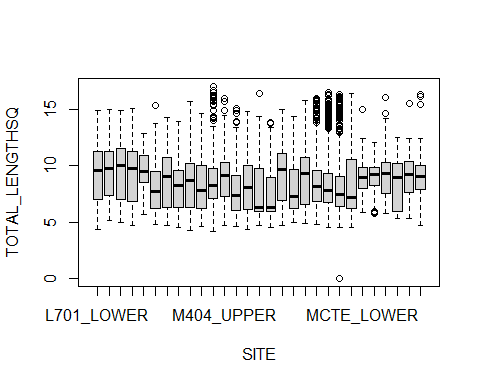 TOTAL_LENGTHSQ
15
10
5
0
L701_LOWER M404_UPPER MCTE_LOWER
SITE